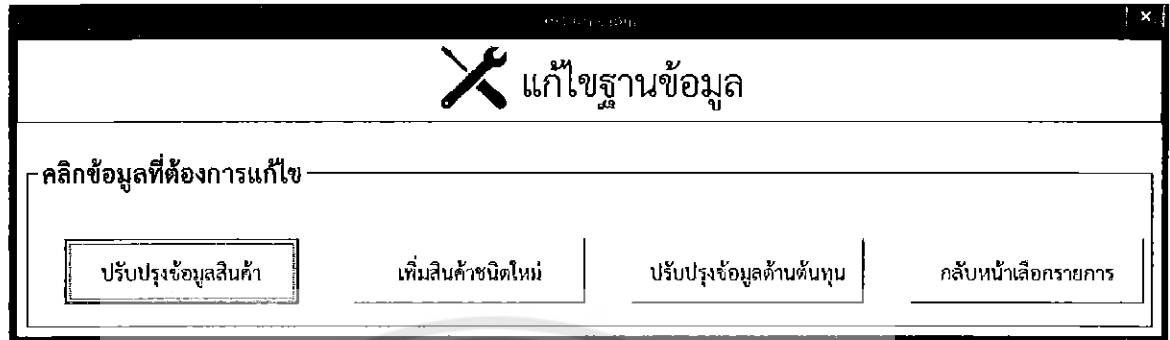 แก้ไขฐานข้อมูล
คลิกข้อมูลที่ต้องการแก้ไข
ปรับปรุงข้อมูลสินค้า เพิ่มสินค้าชนิดใหม่ ปรับปรุงข้อมูลด้านต้นทุน กลับหน้าเลือกรายการ